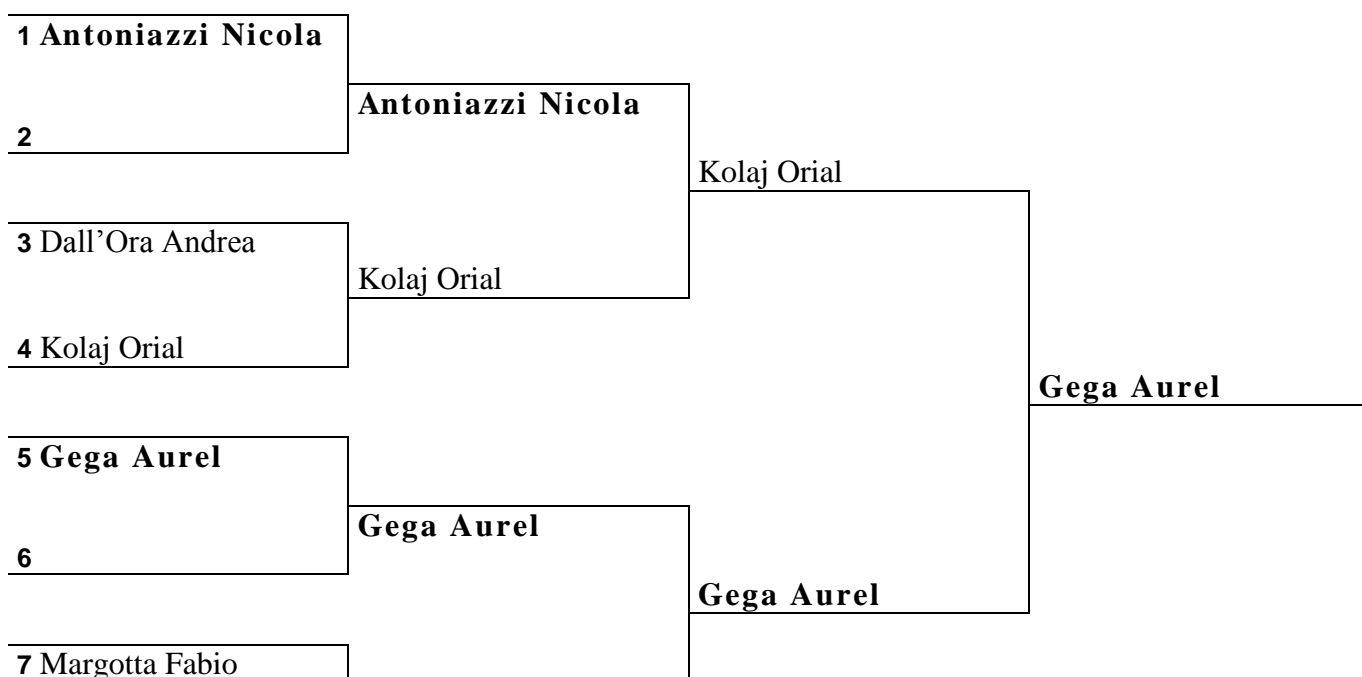 1 Antoniazzi Nicola
Antoniazzi Nicola
2
Kolaj Orial
3 Dall’Ora Andrea
Kolaj Orial
4 Kolaj Orial
Gega Aurel
5 Gega Aurel
Gega Aurel
6
Gega Aurel
7 Margotta Fabio